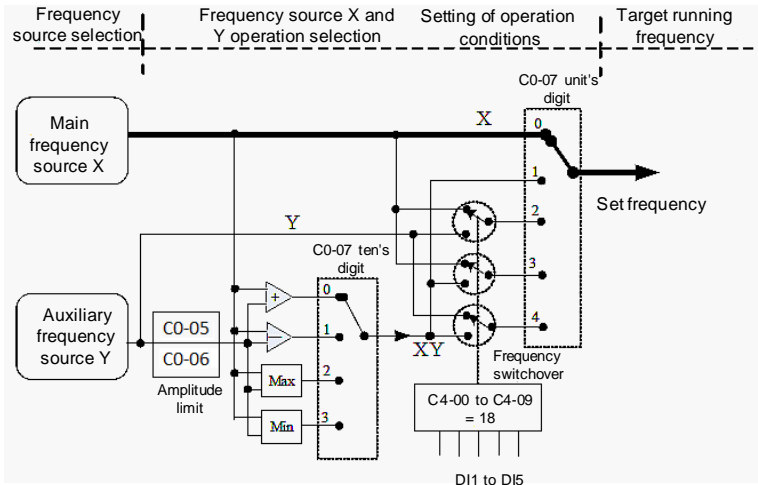 Frequency
source selection
Frequency source X and
Y operation selection
Setting of operation
conditions
Target running
frequency
C0-07 unit's
digit
Main
frequency
source X
X
0
1
2
3
4
Set frequency
Y
C0-07 ten's
digit
0
1
2
3
Auxiliary
frequency
source Y
C0-05
C0-06
Amplitude
limit
+
−
Max
Min
XY
Frequency
switchover
C4-00 to C4-09
= 18
DI1 to DI5